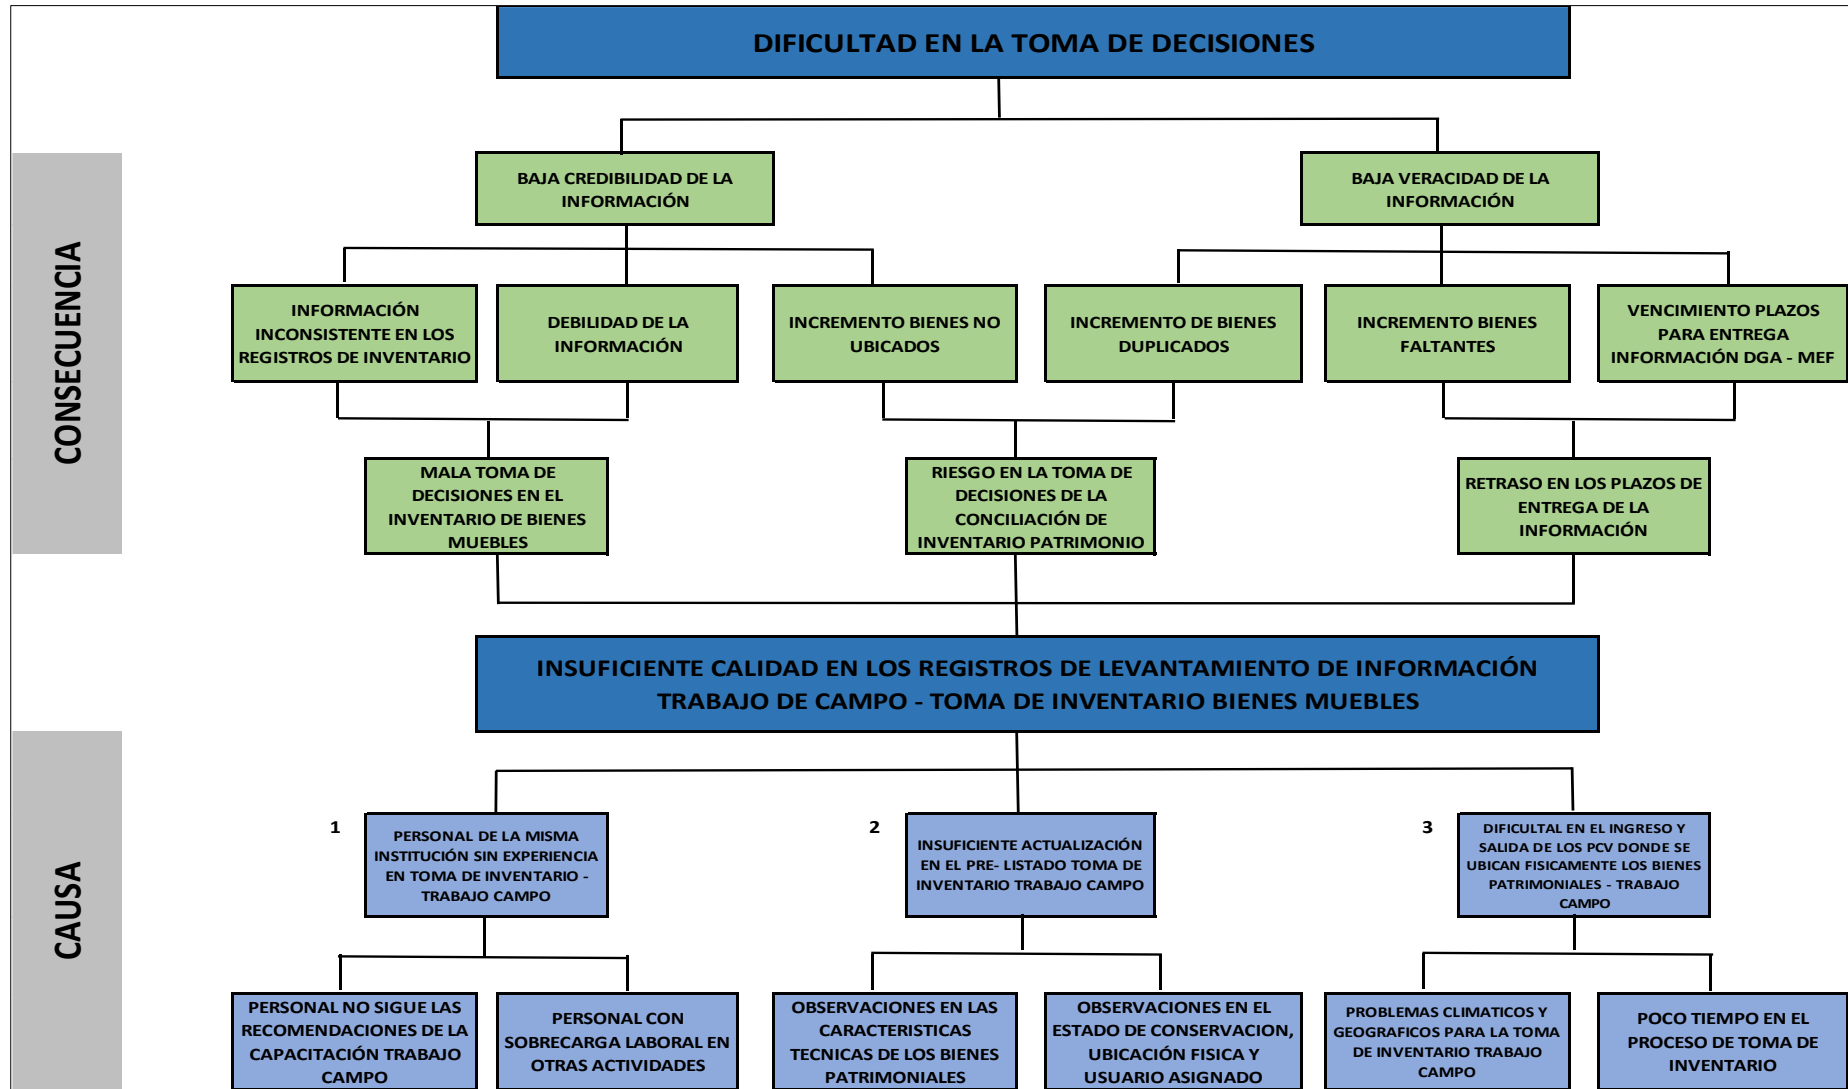 DIFICULTAD EN LA TOMA DE DECISIONES
CONSECUENCIA
BAJA CREDIBILIDAD DE LA
INFORMACIÓN
BAJA VERACIDAD DE LA
INFORMACIÓN
INFORMACIÓN
INCONSISTENTE EN LOS
REGISTROS DE INVENTARIO
DEBILIDAD DE LA
INFORMACIÓN
INCREMENTO BIENES NO
UBICADOS
INCREMENTO DE BIENES
DUPLICADOS
INCREMENTO BIENES
FALTANTES
VENCIMIENTO PLAZOS
PARA ENTREGA
INFORMACIÓN DGA - MEF
MALA TOMA DE
DECISIONES EN EL
INVENTARIO DE BIENES
MUEBLES
RIESGO EN LA TOMA DE
DECISIONES DE LA
CONCILIACIÓN DE
INVENTARIO PATRIMONIO
RETRASO EN LOS PLAZOS DE
ENTREGA DE LA
INFORMACIÓN
INSUFICIENTE CALIDAD EN LOS REGISTROS DE LEVANTAMIENTO DE INFORMACIÓN
TRABAJO DE CAMPO - TOMA DE INVENTARIO BIENES MUEBLES
CAUSA
1
PERSONAL DE LA MISMA
INSTITUCIÓN SIN EXPERIENCIA
EN TOMA DE INVENTARIO -
TRABAJO CAMPO
2
INSUFICIENTE ACTUALIZACIÓN
EN EL PRE- LISTADO TOMA DE
INVENTARIO TRABAJO CAMPO
3
DIFICULTAL EN EL INGRESO Y
SALIDA DE LOS PCV DONDE SE
UBICAN FISICAMENTE LOS BIENES
PATRIMONIALES - TRABAJO
CAMPO
PERSONAL NO SIGUE LAS
RECOMENDACIONES DE LA
CAPACITACIÓN TRABAJO
CAMPO
PERSONAL CON
SOBRECARGA LABORAL EN
OTRAS ACTIVIDADES
OBSERVACIONES EN LAS
CARACTERISTICAS
TECNICAS DE LOS BIENES
PATRIMONIALES
OBSERVACIONES EN EL
ESTADO DE CONSERVACION,
UBICACIÓN FISICA Y
USUARIO ASIGNADO
PROBLEMAS CLIMATICOS Y
GEOGRAFICOS PARA LA TOMA
DE INVENTARIO TRABAJO
CAMPO
POCO TIEMPO EN EL
PROCESO DE TOMA DE
INVENTARIO